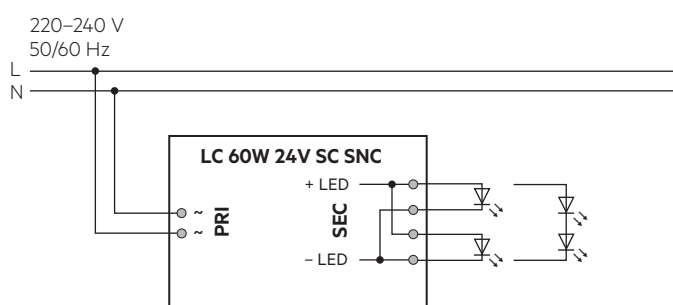 220–240 V
50/60 Hz
L
N
LC 60W 24V SC SNC
+ LED
~
PRI
~
SEC
– LED